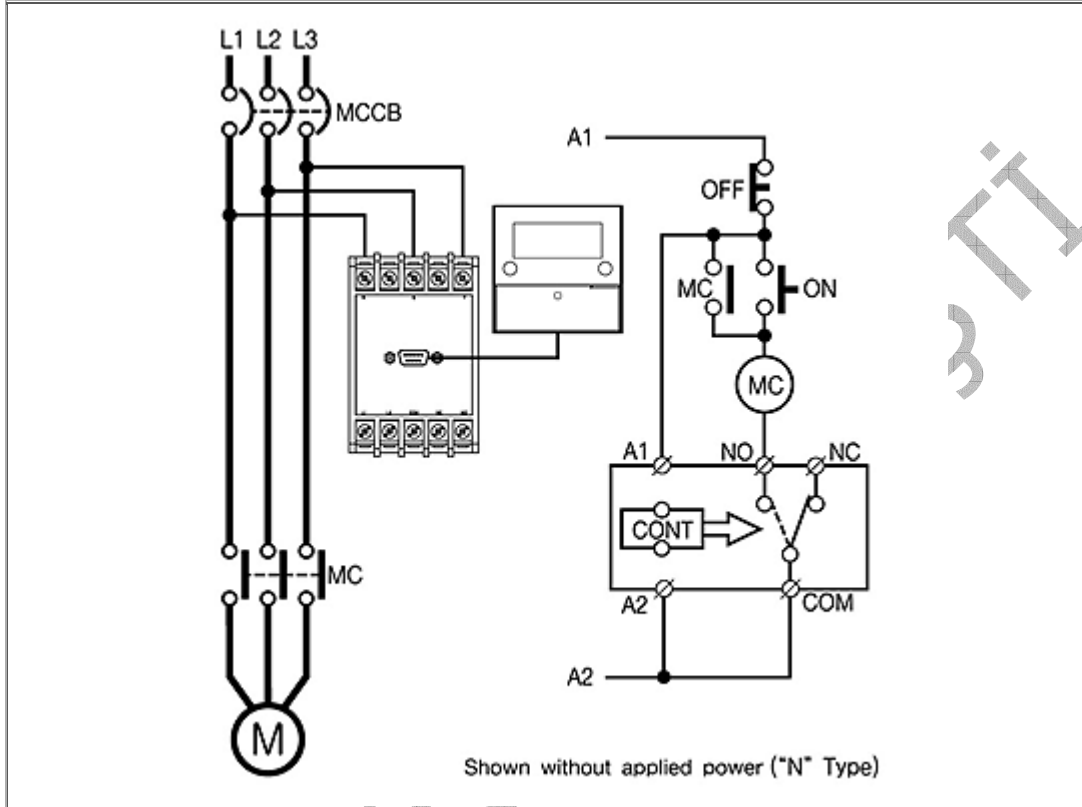 L1 L2 L3
MCCB
A1
OFF
MC
ON
MC
A1
NO
NC
CONT
A2
COM
A2
MC
M
Shown without applied power ("N" Type)